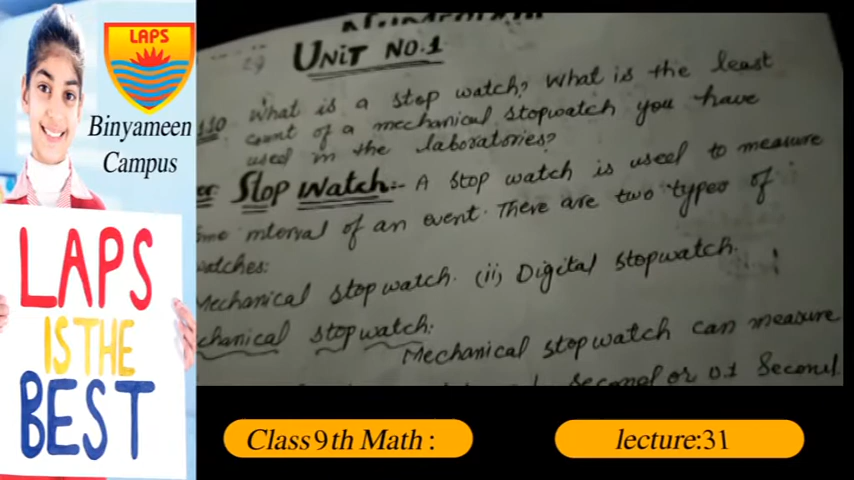 LAPS
Binyameen
Campus
LAPS
IS THE
BEST
UNIT NO.1
What is a stop watch? What is the least
count of a mechanical stopwatch you have
used in the laboratories?
Stop Watch:- A stop watch is used to measure
interval of an event. There are two types of
watches:
Mechanical stopwatch. (ii) Digital stopwatch.
chanical stopwatch:
Mechanical stopwatch can measure
second or 0.1 Second
Class 9th Math :
lecture:31